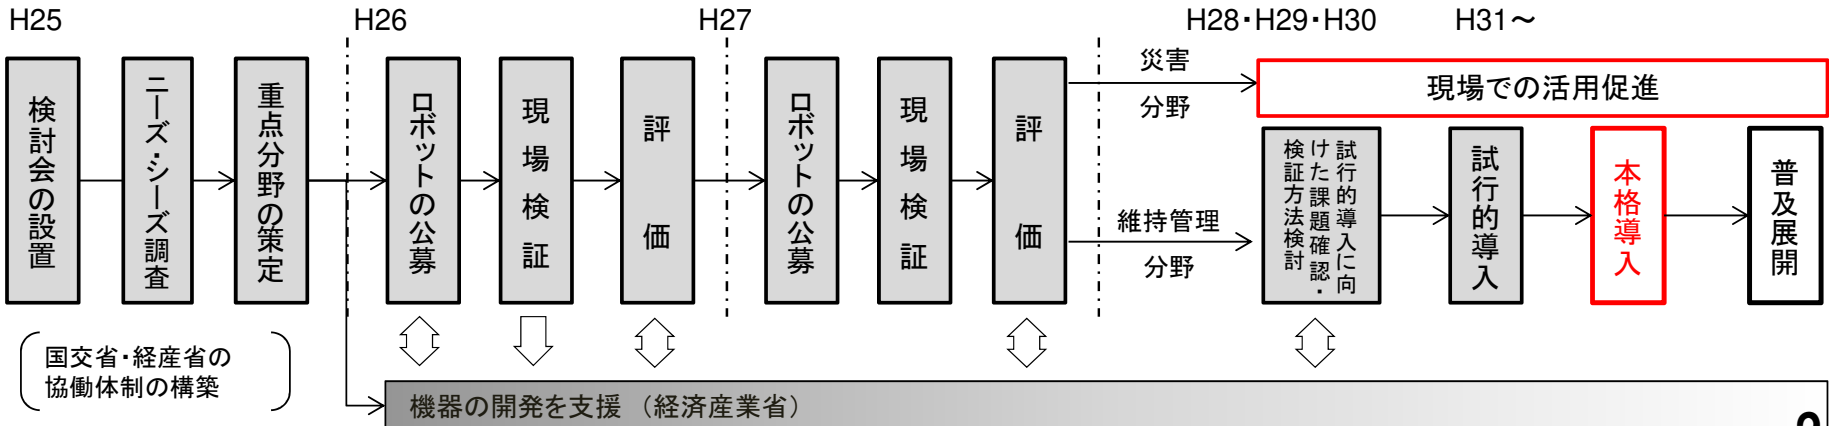 H25
H26
H27
H28・H29・H30
H31～
検討会の設置
ニーズ・シーズ調査
重点分野の策定
ロボットの公募
現場検証
評価
ロボットの公募
現場検証
評価
災害
分野
維持管理
分野
現場での活用促進
試行的導入に向
けた課題確認・
検証方法検討
試行的導入
本格導入
普及展開
国交省・経産省の
協働体制の構築
機器の開発を支援 （経済産業省）